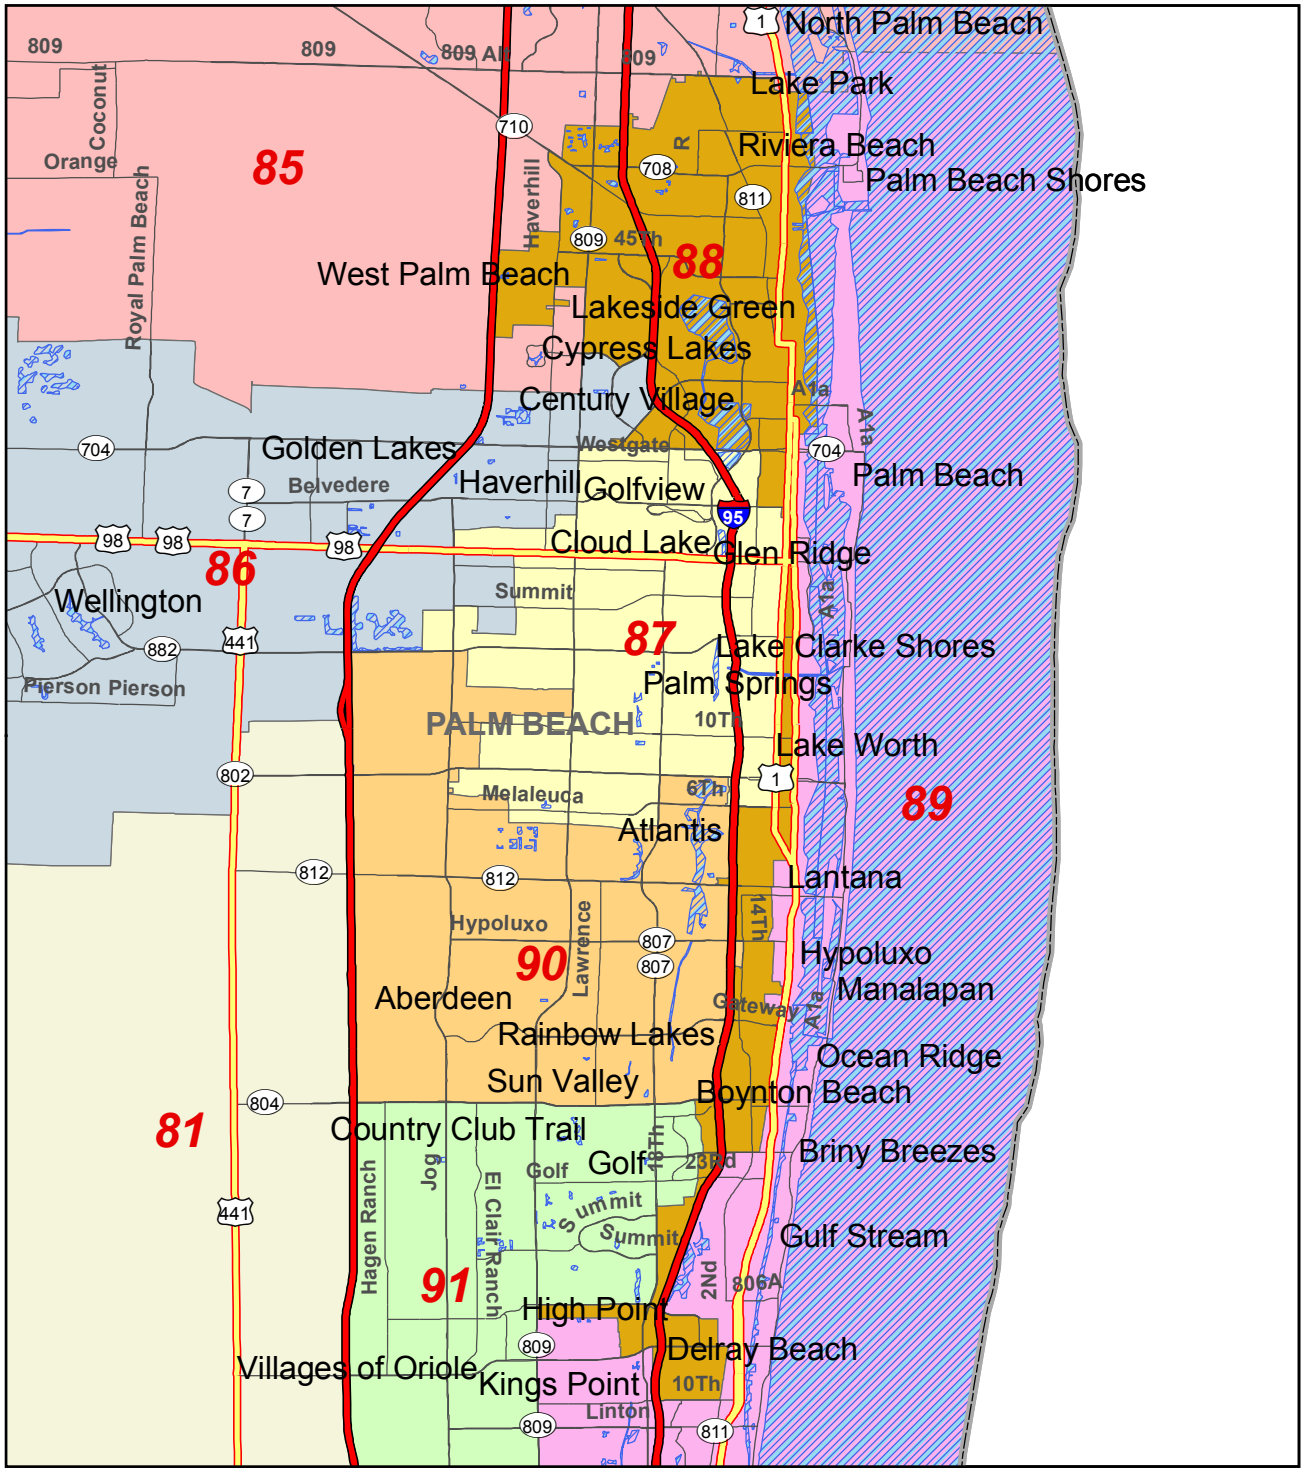 1
North Palm Beach
809
809
809 Alt
809
Lake Park
Coconut
710
Orange
85
Royal Palm Beach
Haverhill
708
R
Riviera Beach
Palm Beach Shores
811
809
45Th
88
West Palm Beach
Lakeside Green
Cypress Lakes
Century Village
A1a
A1a
704
Golden Lakes
Westgate
704
7
Belvedere
Haverhill
Golfview
Palm Beach
7
95
98
98
98
Cloud Lake
Glen Ridge
86
Wellington
Summit
A1a
441
882
87
Lake Clarke Shores
Pierson Pierson
Palm Springs
PALM BEACH
10Th
Lake Worth
802
1
Melaleuca
6Th
89
Atlantis
812
812
Lantana
Hypoluxo
Lawrence
14Th
807
807
90
Hypoluxo
Manalapan
Aberdeen
Gateway
A1a
Rainbow Lakes
Ocean Ridge
Sun Valley
Boynton Beach
804
81
Country Club Trail
18Th
Briny Breezes
Hagen Ranch
Jog
El Clair Ranch
Golf
Golf
23Rd
Summit
Summit
441
Gulf Stream
91
2Nd
806A
High Point
809
Delray Beach
Villages of Oriole
Kings Point
10Th
Linton
809
811